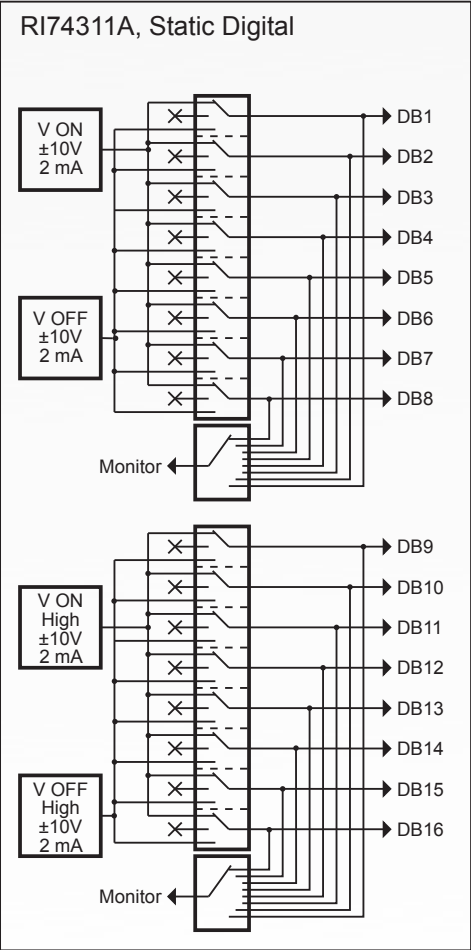 RI74311A, Static Digital
V ON
±10V
2 mA
V OFF
±10V
2 mA
DB1
DB2
DB3
DB4
DB5
DB6
DB7
DB8
Monitor
V ON
High
±10V
2 mA
V OFF
High
±10V
2 mA
DB9
DB10
DB11
DB12
DB13
DB14
DB15
DB16
Monitor